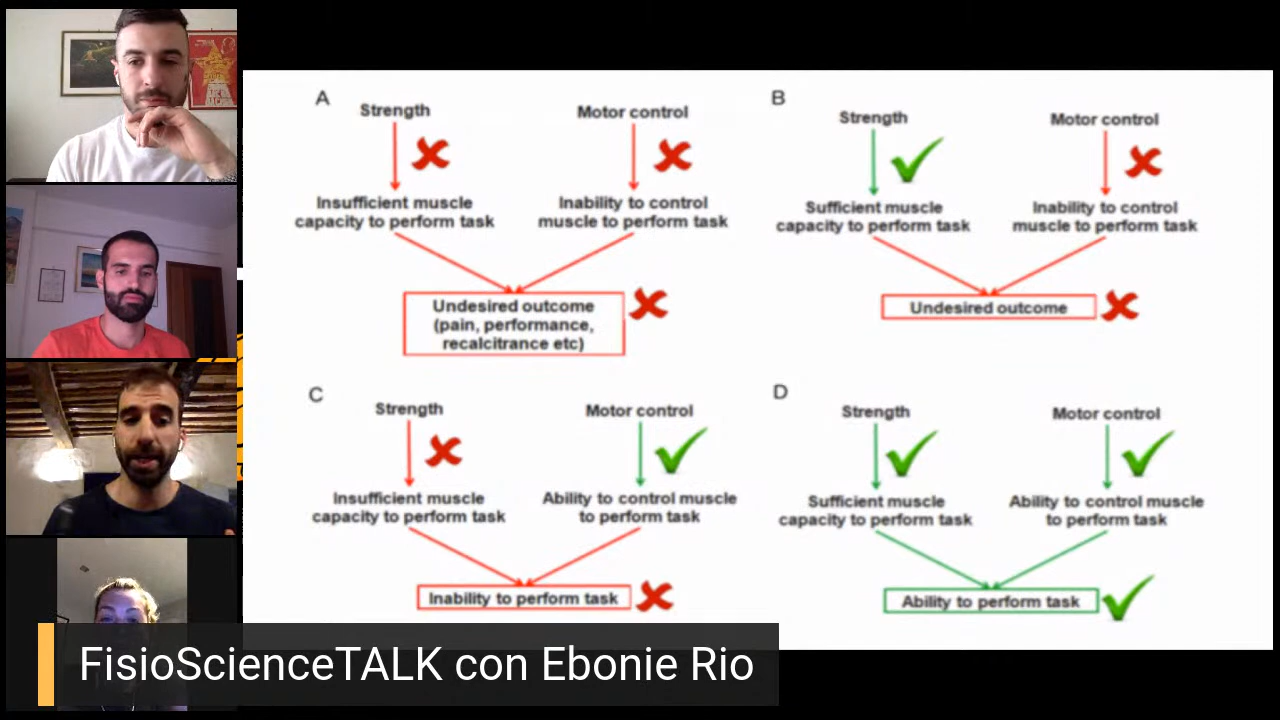 A
Strength
Motor control
Insufficient muscle
capacity to perform task
Inability to control
muscle to perform task
Undesired outcome
(pain, performance,
recalcitrance etc)
B
Strength
Motor control
Sufficient muscle
capacity to perform task
Inability to control
muscle to perform task
Undesired outcome
C
Strength
Motor control
Insufficient muscle
capacity to perform task
Ability to control muscle
to perform task
Inability to perform task
D
Strength
Motor control
Sufficient muscle
capacity to perform task
Ability to control muscle
to perform task
Ability to perform task
FisioScienceTALK con Ebonie Rio